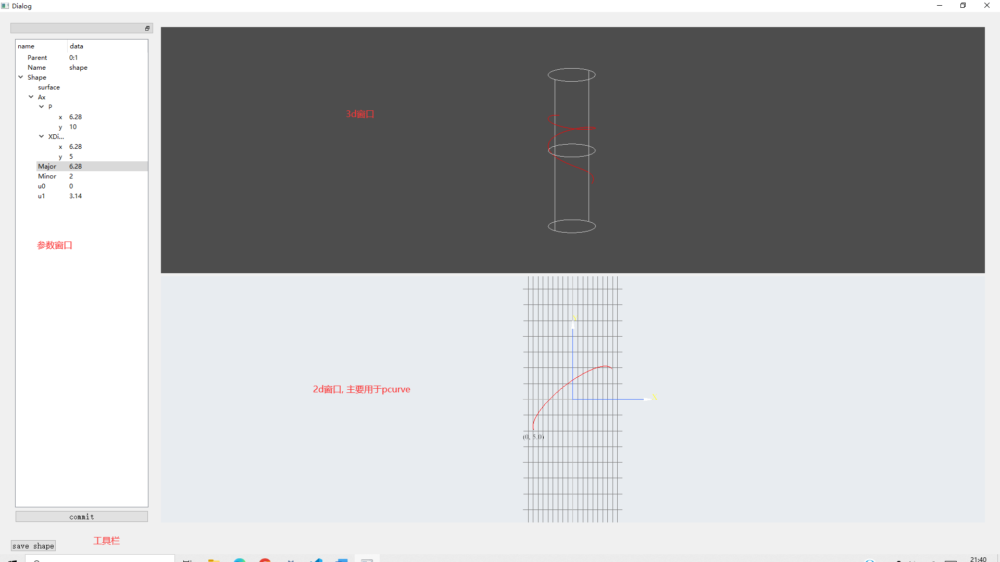 Dialog
name data
Parent 0:1
Name shape
Shape
surface
Ax
P
x 6.28
y 10
XDi...
x 6.28
y 5
Major 6.28
Minor 2
u0 0
u1 3.14
参数窗口
commit
save shape
工具栏
3d窗口
Y
X
2d窗口, 主要用于pcurve
(0, 5.0)
21:40